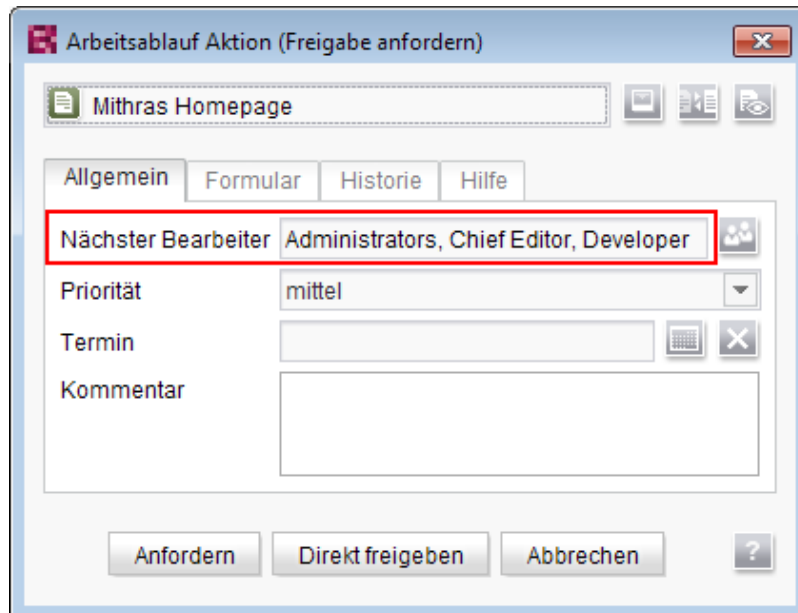 Arbeitsablauf Aktion (Freigabe anfordern)
Mithras Homepage
Allgemein Formular Historie Hilfe
Nächster Bearbeiter Administrators, Chief Editor, Developer
Priorität mittel
Termin
Kommentar
Anfordern Direkt freigeben Abbrechen ?